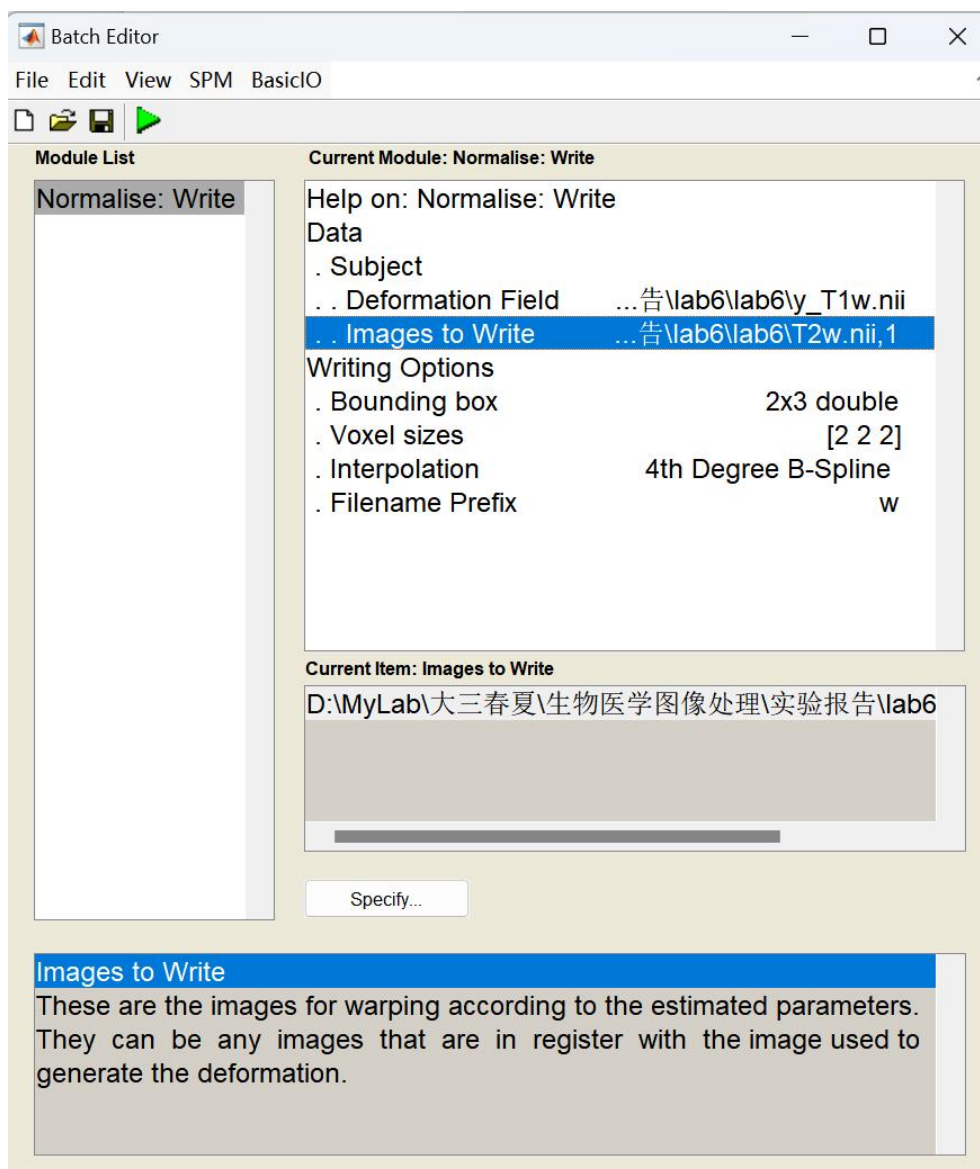 Batch Editor
File Edit View SPM BasicIO
Module List
Current Module: Normalise: Write
Normalise: Write
Help on: Normalise: Write
Data
. Subject
. . Deformation Field ...告\lab6\lab6\y_T1w.nii
. . Images to Write ...告\lab6\lab6\T2w.nii,1
Writing Options
. Bounding box 2x3 double
. Voxel sizes [2 2 2]
. Interpolation 4th Degree B-Spline
. Filename Prefix w
Current Item: Images to Write
D:\MyLab\大三春夏\生物医学图像处理\实验报告\lab6
Specify...
Images to Write
These are the images for warping according to the estimated parameters.
They can be any images that are in register with the image used to
generate the deformation.